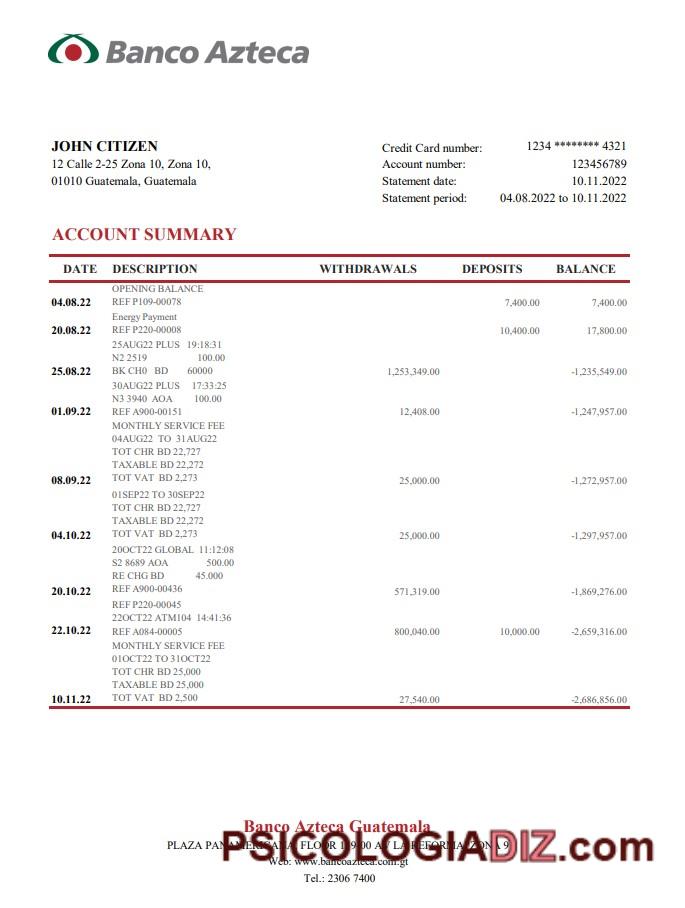 Banco Azteca
JOHN CITIZEN
12 Calle 2-25 Zona 10, Zona 10,
01010 Guatemala, Guatemala
Credit Card number: 1234 ******** 4321
Account number: 123456789
Statement date: 10.11.2022
Statement period: 04.08.2022 to 10.11.2022
ACCOUNT SUMMARY
DATE DESCRIPTION WITHDRAWALS DEPOSITS BALANCE
OPENING BALANCE
04.08.22 REF P109-00078 7,400.00 7,400.00
Energy Payment
20.08.22 REF P220-00008 10,400.00 17,800.00
25AUG22 PLUS 19:18:31
N2 2519 100.00
25.08.22 BK CH0 BD 60000 1,253,349.00 -1,235,549.00
30AUG22 PLUS 17:33:25
N3 3940 AOA 100.00
01.09.22 REF A900-00151 12,408.00 -1,247,957.00
MONTHLY SERVICE FEE
04AUG22 TO 31AUG22
TOT CHR BD 22,727
TAXABLE BD 22,272
08.09.22 TOT VAT BD 2,273 25,000.00 -1,272,957.00
01SEP22 TO 30SEP22
TOT CHR BD 22,727
TAXABLE BD 22,272
04.10.22 TOT VAT BD 2,273 25,000.00 -1,297,957.00
20OCT22 GLOBAL 11:12:08
S2 8689 AOA 500.00
RE CHG BD 45.000
20.10.22 REF A900-00436 571,319.00 -1,869,276.00
REF P220-00045
22OCT22 ATM104 14:41:36
22.10.22 REF A084-00005 800,040.00 10,000.00 -2,659,316.00
MONTHLY SERVICE FEE
01OCT22 TO 31OCT22
TOT CHR BD 25,000
TAXABLE BD 25,000
10.11.22 TOT VAT BD 2,500 27,540.00 -2,686,856.00
Banco Azteca Guatemala
PSICOLOGIADIZ.com
PLAZA FLOOR ZONA 9
Web: www.bancoazteca.com.gt
Tel.: 2306 7400